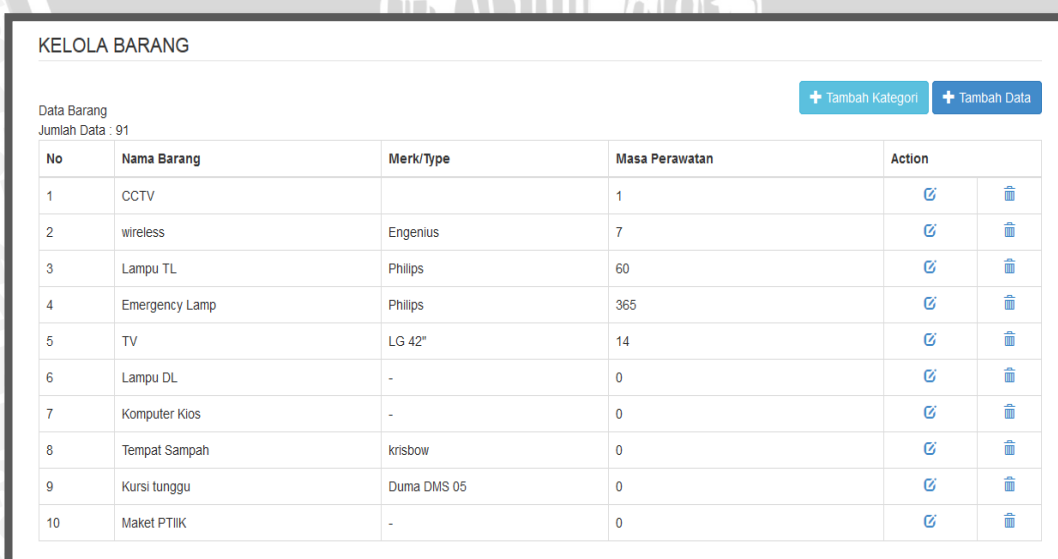 KELOLA BARANG
+ Tambah Kategori + Tambah Data
Data Barang
Jumlah Data : 91
No Nama Barang Merk/Type Masa Perawatan Action
1 CCTV 1
2 wireless Engenius 7
3 Lampu TL Philips 60
4 Emergency Lamp Philips 365
5 TV LG 42" 14
6 Lampu DL - 0
7 Komputer Kios - 0
8 Tempat Sampah krisbow 0
9 Kursi tunggu Duma DMS 05 0
10 Maket PTIIK - 0